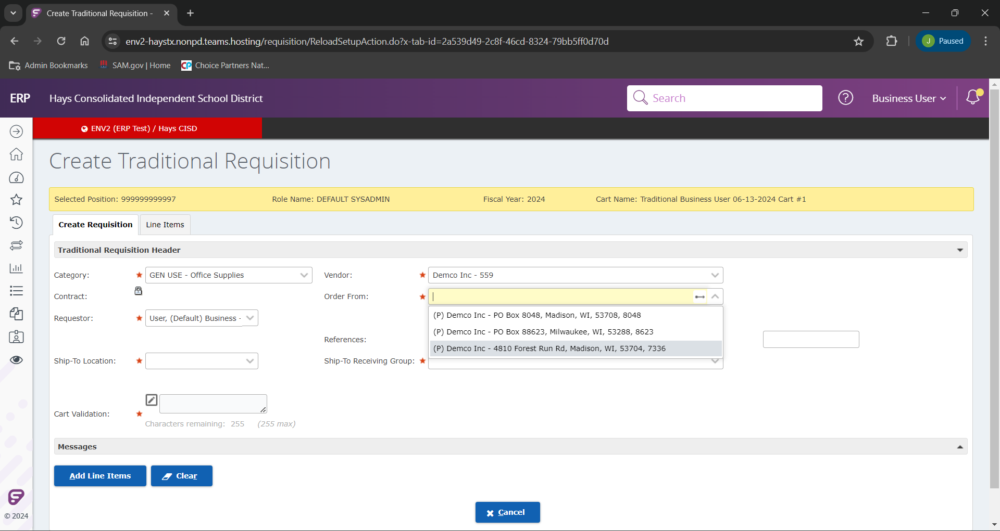 Create Traditional Requisition -
env2-haystx.nonpd.teams.hosting/requisition/ReloadSetupAction.do?x-tab-id=2a539d49-2c8f-46cd-8324-79bb5ff0d70d
J Paused
Admin Bookmarks SAM.gov | Home CP Choice Partners Nat...
ERP Hays Consolidated Independent School District Search ? Business User
ENV2 (ERP Test) / Hays CISD
Create Traditional Requisition
Selected Position: 999999999997 Role Name: DEFAULT SYSADMIN Fiscal Year: 2024 Cart Name: Traditional Business User 06-13-2024 Cart #1
Create Requisition Line Items
Traditional Requisition Header
Category: GEN USE - Office Supplies Vendor: Demco Inc - 559
Contract: Order From:
(P) Demco Inc - PO Box 8048, Madison, WI, 53708, 8048
Requestor: User, (Default) Business -
(P) Demco Inc - PO Box 88623, Milwaukee, WI, 53288, 8623
References:
(P) Demco Inc - 4810 Forest Run Rd, Madison, WI, 53704, 7336
Ship-To Location: Ship-To Receiving Group:
Cart Validation:
Characters remaining: 255 (255 max)
Messages
Add Line Items Clear
Cancel
© 2024